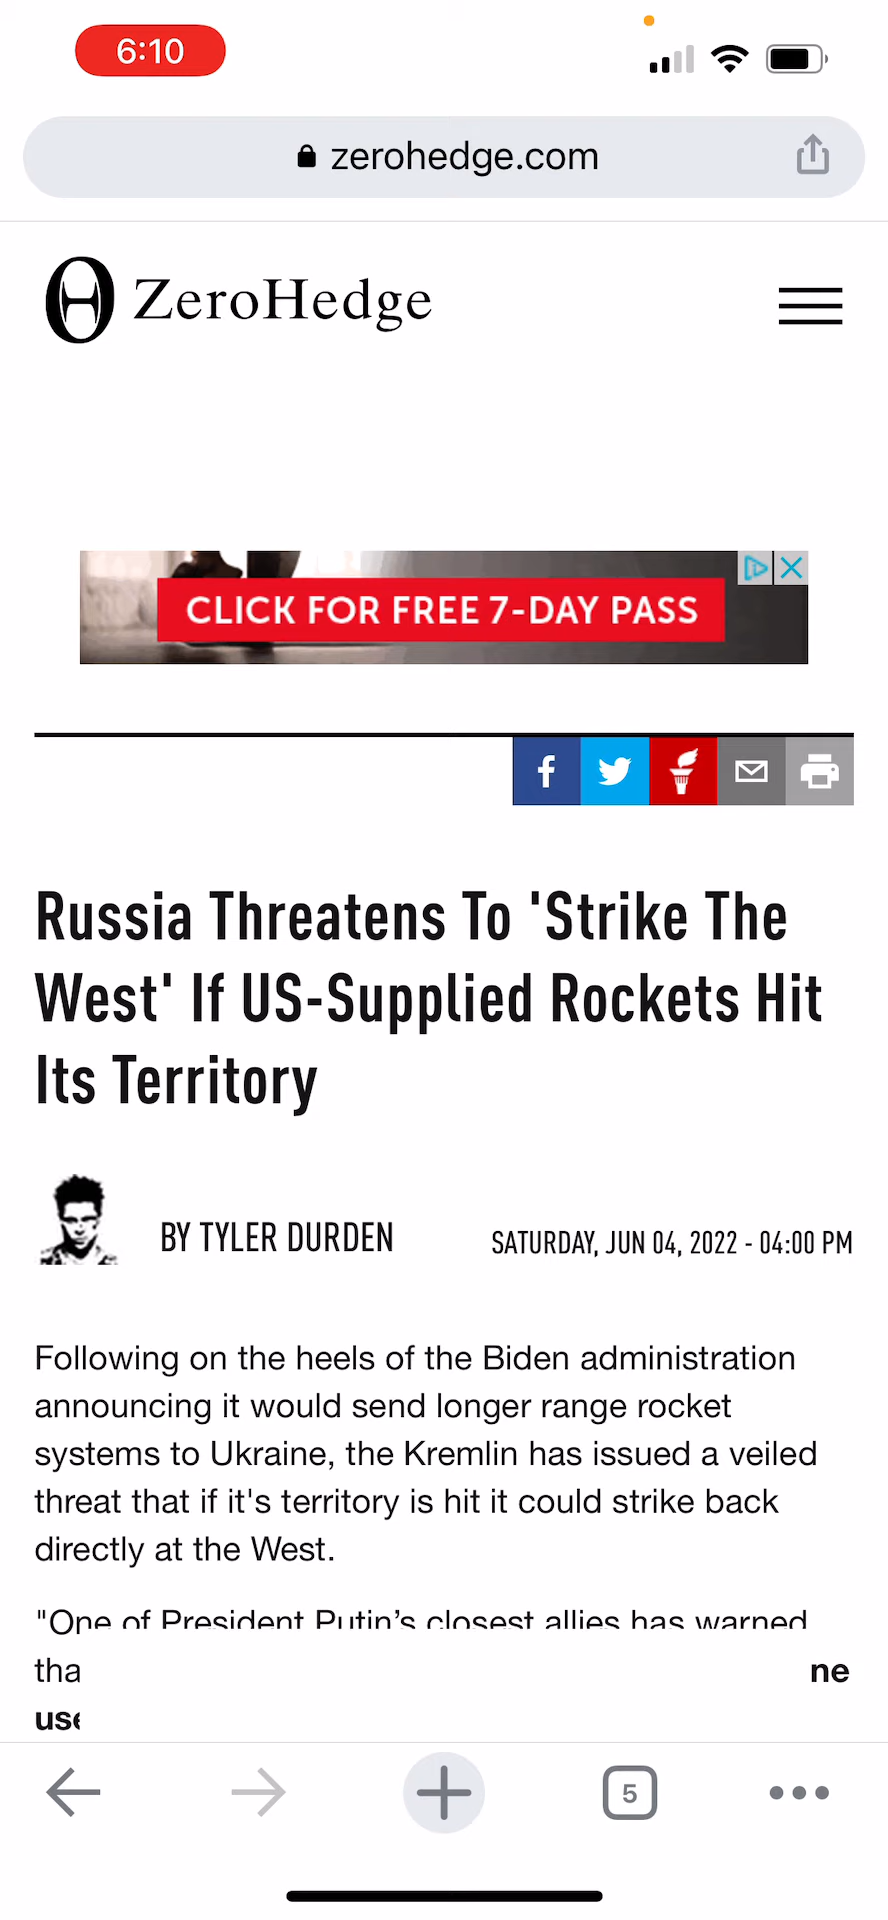 6:10
zerohedge.com
ZeroHedge
CLICK FOR FREE 7-DAY PASS
Russia Threatens To 'Strike The
West' If US-Supplied Rockets Hit
Its Territory
BY TYLER DURDEN
SATURDAY, JUN 04, 2022 - 04:00 PM
Following on the heels of the Biden administration
announcing it would send longer range rocket
systems to Ukraine, the Kremlin has issued a veiled
threat that if it's territory is hit it could strike back
directly at the West.
"One of President Putin’s closest allies has warned
5